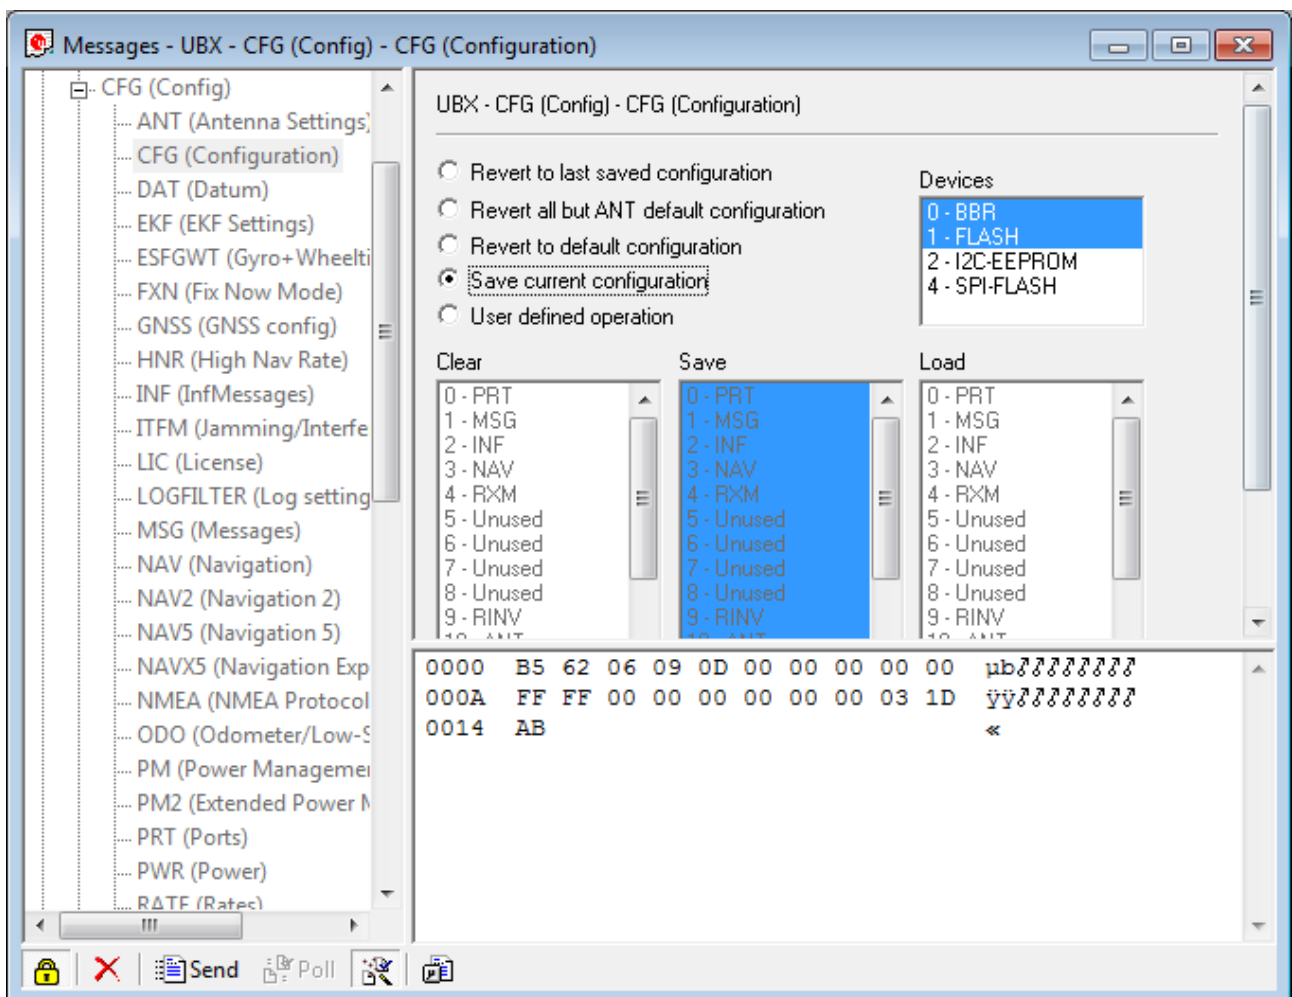 Messages - UBX - CFG (Config) - CFG (Configuration)
CFG (Config)
ANT (Antenna Settings)
CFG (Configuration)
DAT (Datum)
EKF (EKF Settings)
ESFGWT (Gyro+Wheelti
FXN (Fix Now Mode)
GNSS (GNSS config)
HNR (High Nav Rate)
INF (InfMessages)
ITFM (Jamming/Interfe
LIC (License)
LOGFILTER (Log setting
MSG (Messages)
NAV (Navigation)
NAV2 (Navigation 2)
NAV5 (Navigation 5)
NAVX5 (Navigation Exp
NMEA (NMEA Protocol
ODO (Odometer/Low-S
PM (Power Managemen
PM2 (Extended Power M
PRT (Ports)
PWR (Power)
RATE (Rates)
UBX - CFG (Config) - CFG (Configuration)
Revert to last saved configuration
Revert all but ANT default configuration
Revert to default configuration
Save current configuration
User defined operation
Devices
0 - BBR
1 - FLASH
2 - I2C-EEPROM
4 - SPI-FLASH
Clear
0 - PRT
1 - MSG
2 - INF
3 - NAV
4 - RXM
5 - Unused
6 - Unused
7 - Unused
8 - Unused
9 - RINV
10 - ANT
Save
0 - PRT
1 - MSG
2 - INF
3 - NAV
4 - RXM
5 - Unused
6 - Unused
7 - Unused
8 - Unused
9 - RINV
10 - ANT
Load
0 - PRT
1 - MSG
2 - INF
3 - NAV
4 - RXM
5 - Unused
6 - Unused
7 - Unused
8 - Unused
9 - RINV
10 - ANT
0000 B5 62 06 09 0D 00 00 00 00 00 µb
000A FF FF 00 00 00 00 00 00 03 1D ÿÿ
0014 AB «
Send
Poll